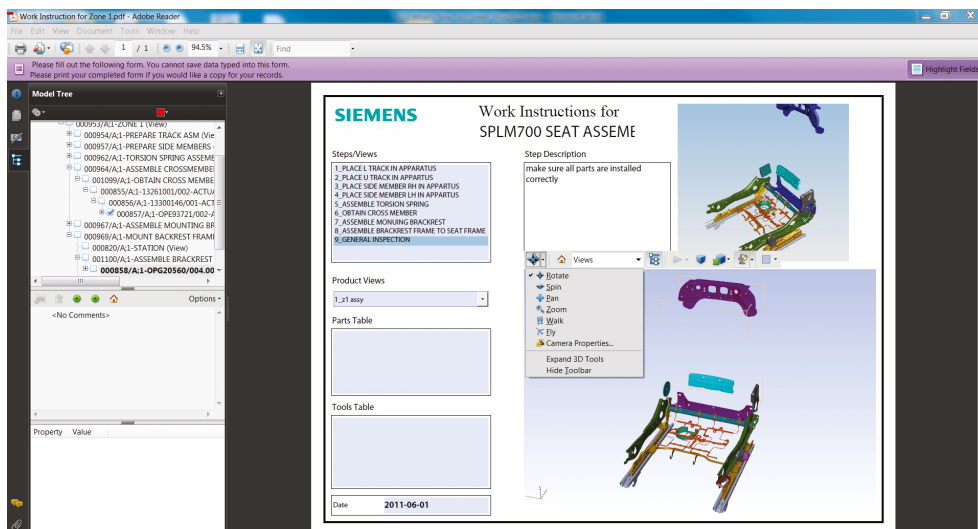 Work Instruction for Zone 1.pdf - Adobe Reader
File Edit View Document Tools Window Help
1 / 1 94.5% Find
Please fill out the following form. You cannot save data typed into this form.
Please print your completed form if you would like a copy for your records.
Highlight Fields
Model Tree
000953/A;1-ZONE 1 (View)
000954/A;1-PREPARE TRACK ASM (Vie
000957/A;1-PREPARE SIDE MEMBERS
000962/A;1-TORSION SPRING ASSEME
000964/A;1-ASSEMBLE CROSSMEMBE
001099/A;1-OBTAIN CROSS MEMBE
000855/A;1-13261001/002-ACTU
000856/A;1-13300146/001-ACT
000857/A;1-OPE93721/002-A
000967/A;1-ASSEMBLE MOUNTING BR
000969/A;1-MOUNT BACKREST FRAM
000820/A;1-STATION (View)
001100/A;1-ASSEMBLE BRACKREST
000858/A;1-OPG20560/004.00
Options
<No Comments>
Property Value
SIEMENS
Work Instructions for
SPLM700 SEAT ASSEME
Steps/Views
1_PLACE L TRACK IN APPARATUS
2_PLACE U TRACK IN APPARTUS
3_PLACE SIDE MEMBER RH IN APPARTUS
4_PLACE SIDE MEMBER LH IN APPARTUS
5_ASSEMBLE TORSION SPRING
6_OBTAIN CROSS MEMBER
7_ASSEMBLE MONUING BRACKREST
8_ASSEMBLE BRACKREST FRAME TO SEAT FRAME
9_GENERAL INSPECTION
Step Description
make sure all parts are installed
correctly
Views
Rotate
Spin
Pan
Zoom
Walk
Fly
Camera Properties...
Expand 3D Tools
Hide Toolbar
Product Views
1_z1 assy
Parts Table
Tools Table
Date 2011-06-01